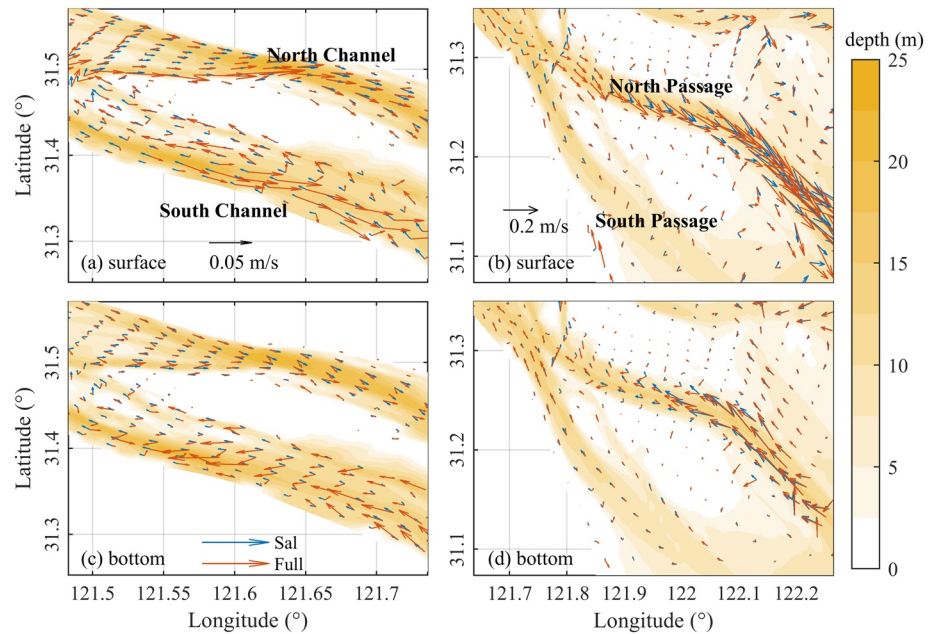 depth (m)
25
20
15
10
5
0
Latitude (°)
31.5
31.4
31.3
North Channel
South Channel
0.05 m/s
(a) surface
Latitude (°)
31.3
31.2
31.1
North Passage
South Passage
0.2 m/s
(b) surface
Latitude (°)
31.5
31.4
31.3
(c) bottom
Sal
Full
121.5 121.55 121.6 121.65 121.7
Longitude (°)
31.3
31.2
31.1
(d) bottom
121.7 121.8 121.9 122 122.1 122.2
Longitude (°)